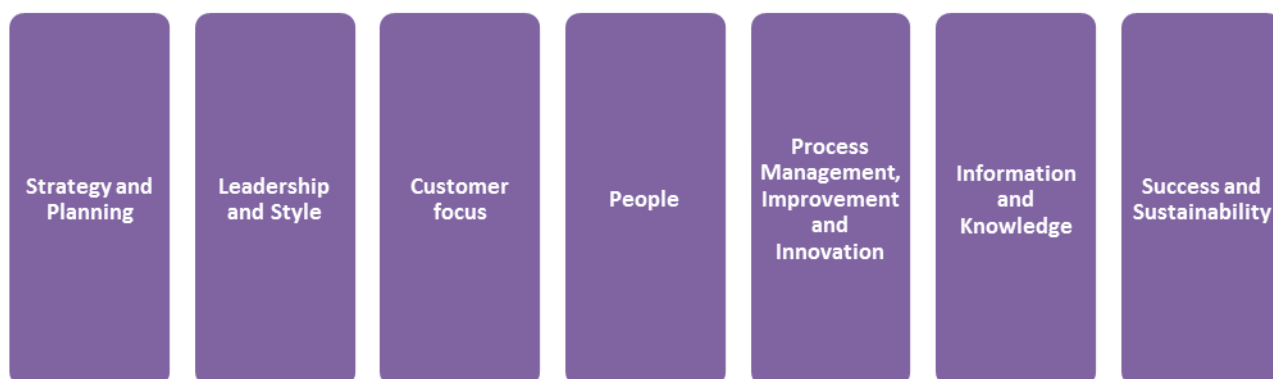 Strategy and
Planning
Leadership
and Style
Customer
focus
People
Process
Management,
Improvement
and
Innovation
Information
and
Knowledge
Success and
Sustainability